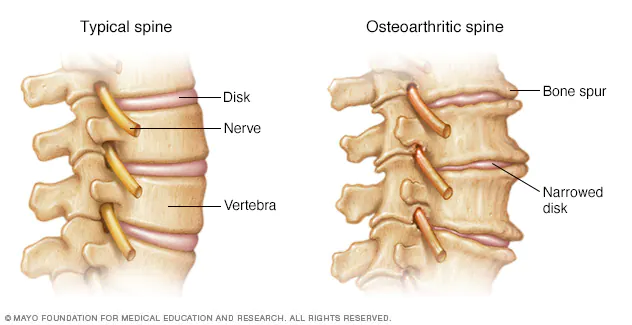 Typical spine
Osteoarthritic spine
Disk
Nerve
Vertebra
Bone spur
Narrowed
disk
© MAYO FOUNDATION FOR MEDICAL EDUCATION AND RESEARCH. ALL RIGHTS RESERVED.